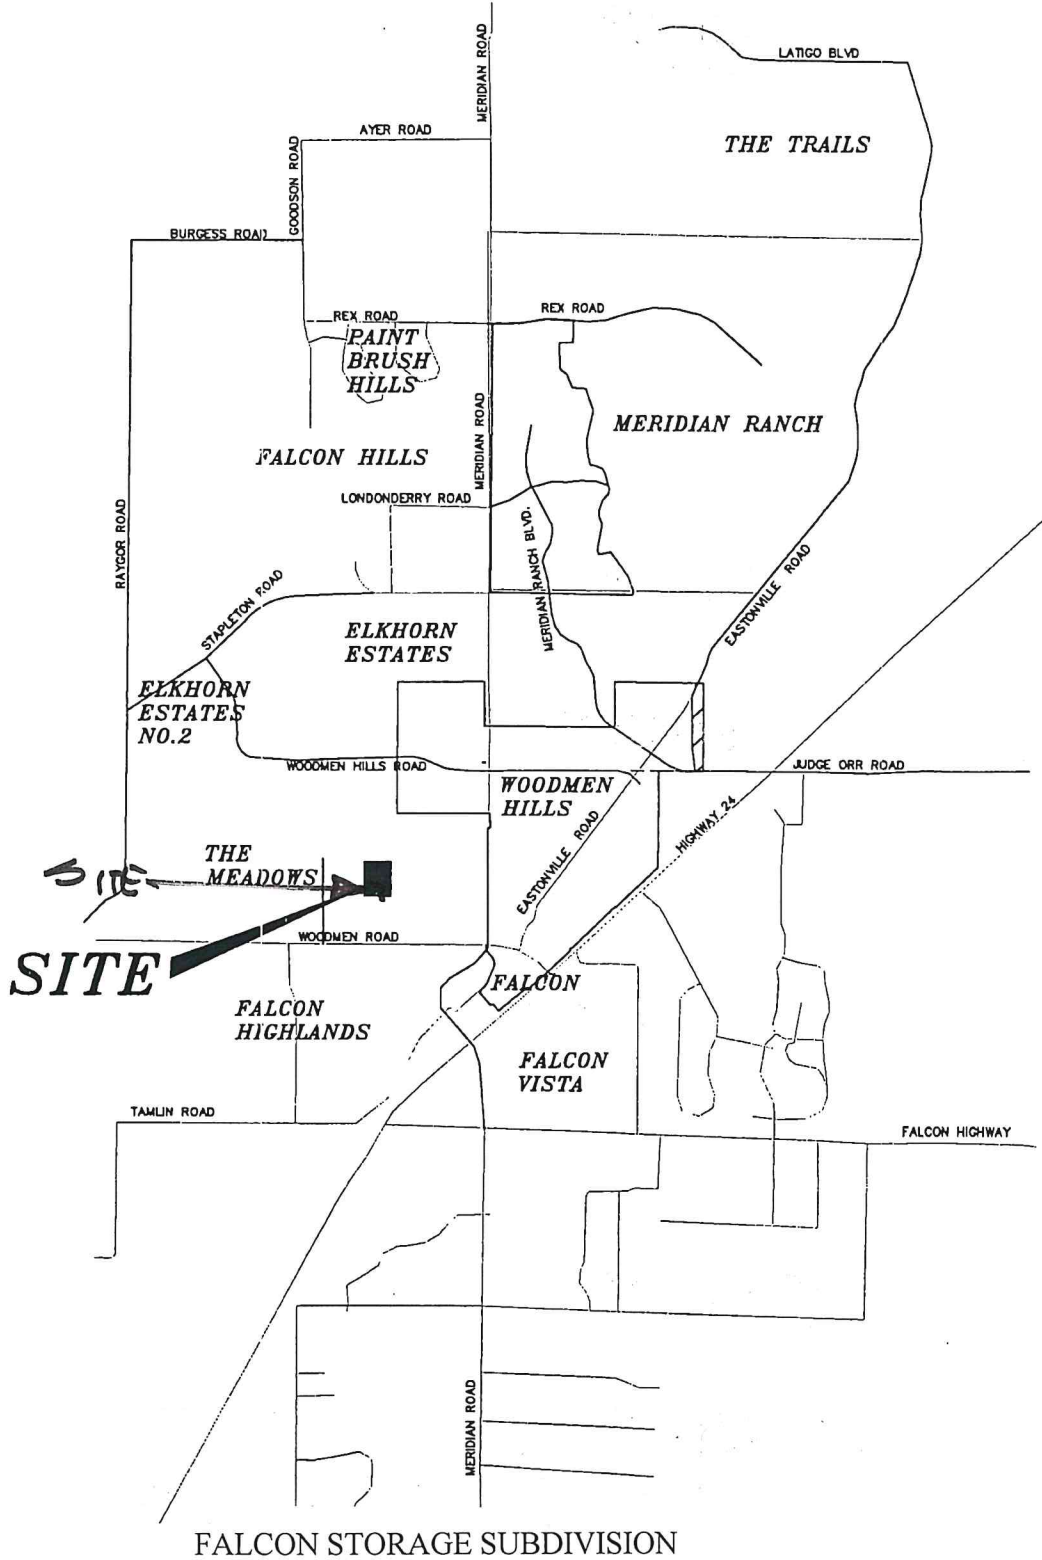 MERIDIAN ROAD
LATIGO BLVD
AYER ROAD
THE TRAILS
GOODSON ROAD
BURGESS ROAD
REX ROAD
REX ROAD
PAINT
BRUSH
HILLS
MERIDIAN ROAD
MERIDIAN RANCH
FALCON HILLS
LONDONDERRY ROAD
RAYGOR ROAD
MERIDIAN RANCH BLVD.
EASTONVILLE ROAD
STAPLETON ROAD
ELKHORN
ESTATES
ELKHORN
ESTATES
NO.2
WOODMEN HILLS ROAD
JUDGE ORR ROAD
WOODMEN
HILLS
HIGHWAY 24
EASTONVILLE ROAD
THE
MEADOWS
SITE
WOODMEN ROAD
SITE
FALCON
FALCON
HIGHLANDS
FALCON
VISTA
TAMLIN ROAD
FALCON HIGHWAY
MERIDIAN ROAD
FALCON STORAGE SUBDIVISION